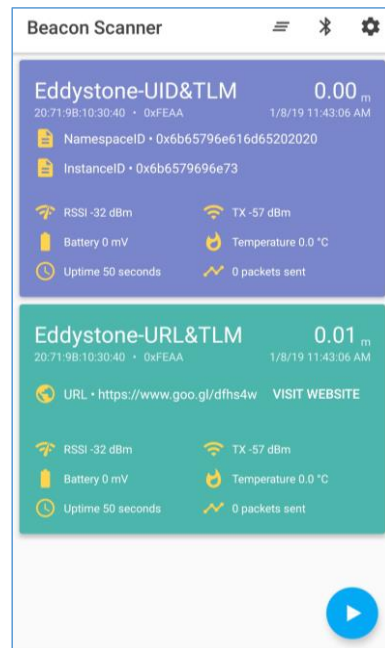 Beacon Scanner
Eddystone-UID&TLM 0.00 m
20:71:9B:10:30:40 • 0xFEAA 1/8/19 11:43:06 AM
NamespaceID • 0x6b65796e616d65202020
InstanceID • 0x6b6579696e73
RSSI -32 dBm TX -57 dBm
Battery 0 mV Temperature 0.0 °C
Uptime 50 seconds 0 packets sent
Eddystone-URL&TLM 0.01 m
20:71:9B:10:30:40 • 0xFEAA 1/8/19 11:43:06 AM
URL • https://www.goo.gl/dfhs4w VISIT WEBSITE
RSSI -32 dBm TX -57 dBm
Battery 0 mV Temperature 0.0 °C
Uptime 50 seconds 0 packets sent